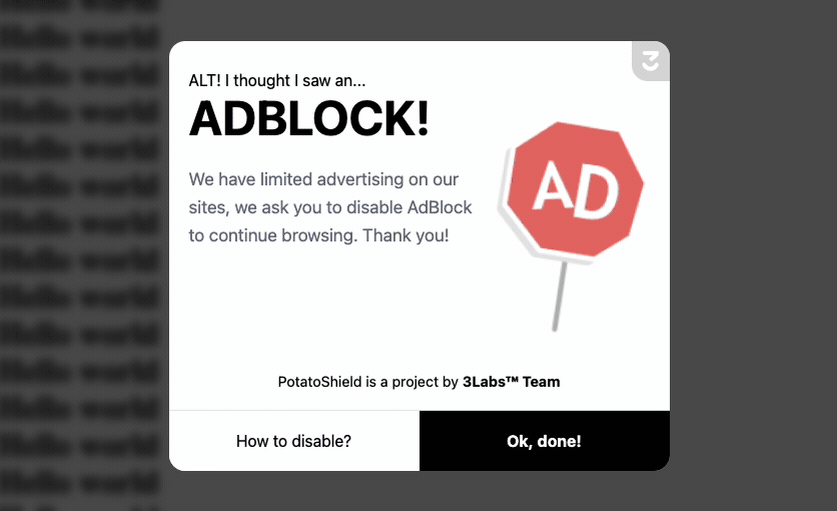 ALT! I thought I saw an...
ADBLOCK!
We have limited advertising on our
sites, we ask you to disable AdBlock
to continue browsing. Thank you!
AD
PotatoShield is a project by 3Labs™ Team
How to disable?
Ok, done!
Hello world
Hello world
Hello world
Hello world
Hello world
Hello world
Hello world
Hello world
Hello world
Hello world
Hello world
Hello world
Hello world